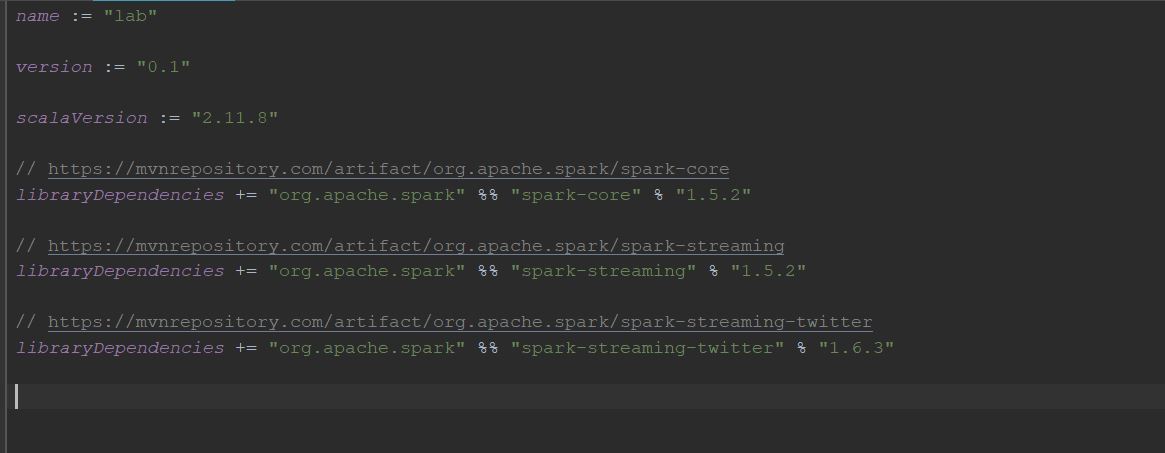 name := "lab"
version := "0.1"
scalaVersion := "2.11.8"
// https://mvnrepository.com/artifact/org.apache.spark/spark-core
libraryDependencies += "org.apache.spark" %% "spark-core" % "1.5.2"
// https://mvnrepository.com/artifact/org.apache.spark/spark-streaming
libraryDependencies += "org.apache.spark" %% "spark-streaming" % "1.5.2"
// https://mvnrepository.com/artifact/org.apache.spark/spark-streaming-twitter
libraryDependencies += "org.apache.spark" %% "spark-streaming-twitter" % "1.6.3"